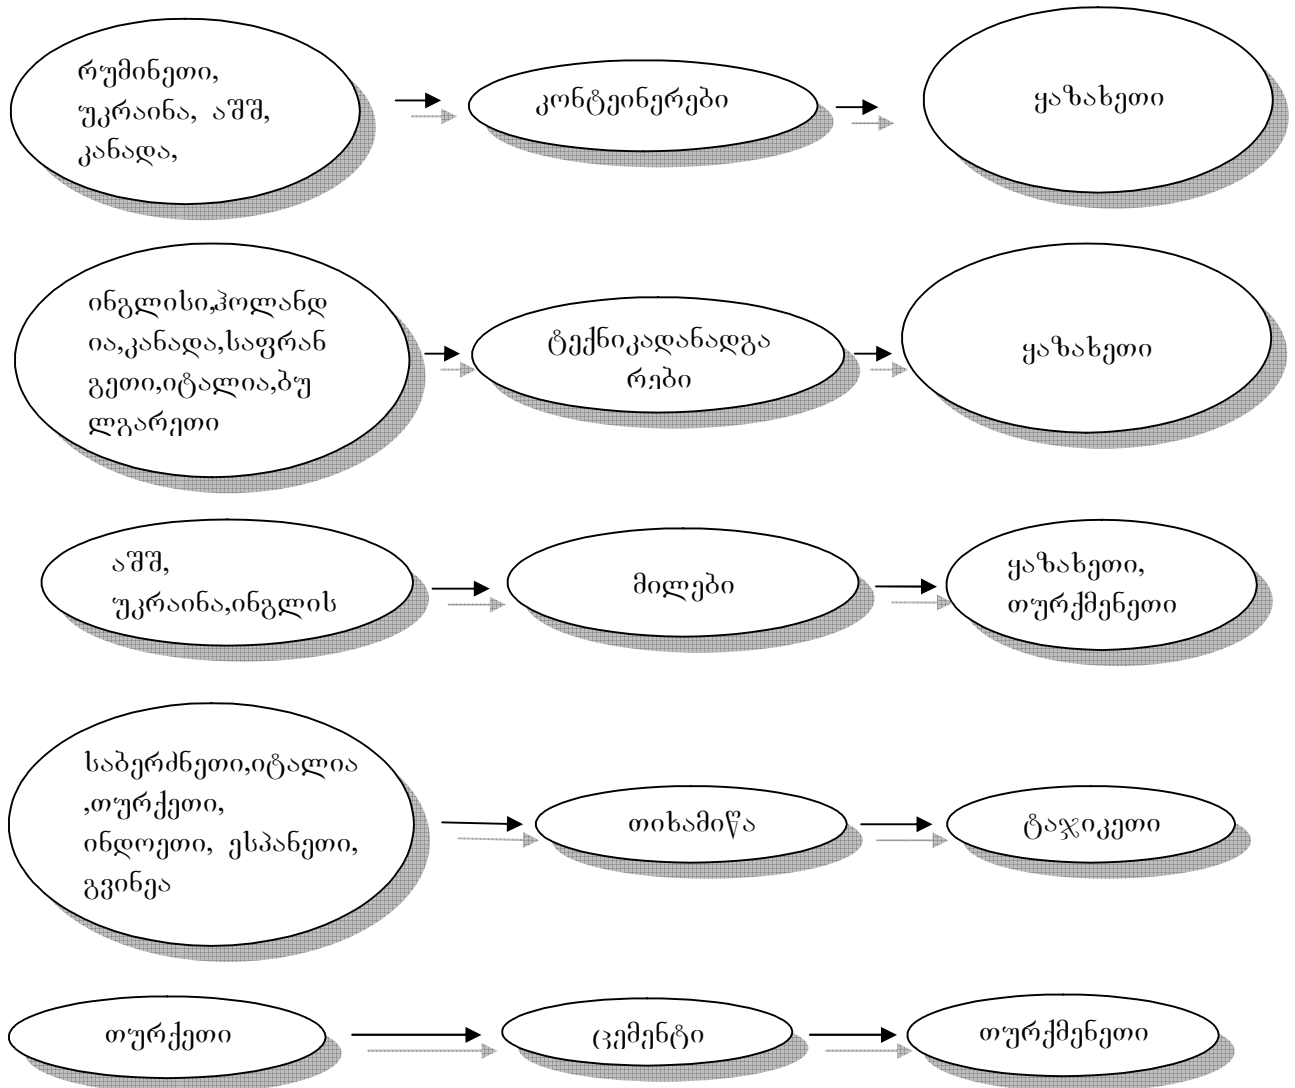 რუმინეთი,
უკრაინა, აშშ,
კანადა,
კონტეინერები
ყაზახეთი
ინგლისი,ჰოლანდ
ია,კანადა,საფრან
გეთი,იტალია,ბუ
ლგარეთი
ტექნიკადანადგა
რები
ყაზახეთი
აშშ,
უკრაინა,ინგლის
მილები
ყაზახეთი,
თურქმენეთი
საბერძნეთი,იტალია
,თურქეთი,
ინდოეთი, ესპანეთი,
გვინეა
თიხამიწა
ტაჯიკეთი
თურქეთი
ცემენტი
თურქმენეთი